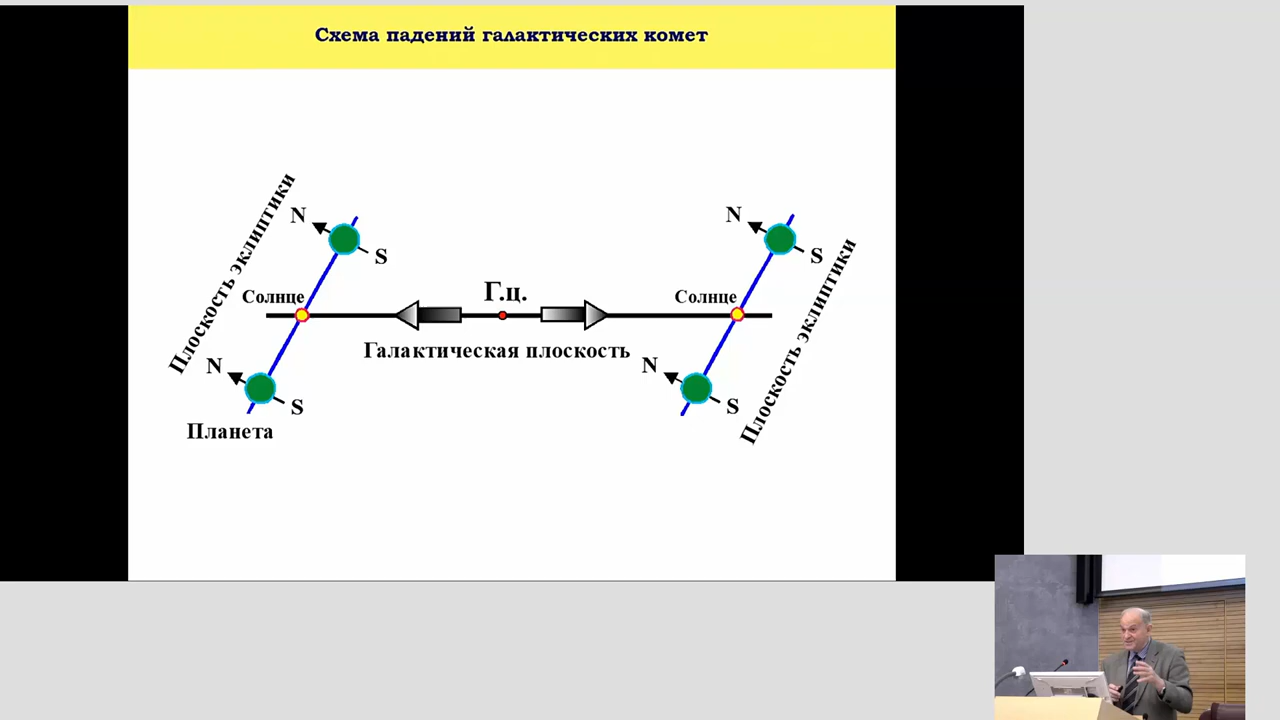 Схема падений галактических комет
Плоскость эклиптики
N
S
Солнце
N
S
Планета
Г.ц.
Галактическая плоскость
N
S
Солнце
N
S
Плоскость эклиптики